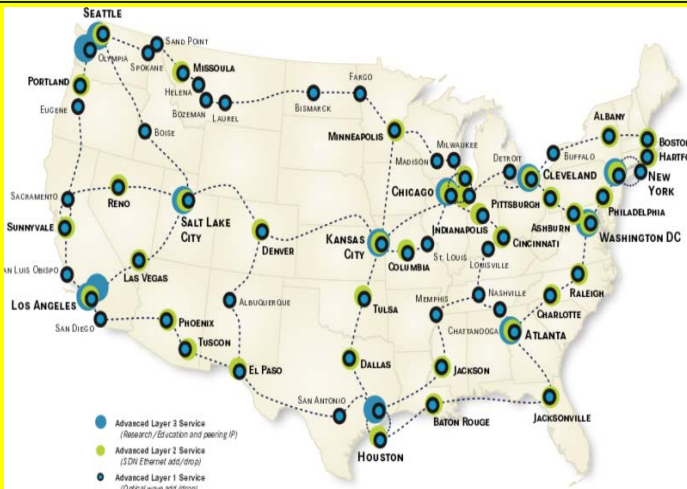 SEATTLE
SAND POINT
OLYMPIA
SPOKANE
MISSOULA
FARGO
PORTLAND
HELENA
BOZEMAN
LAUREL
BISMARCK
EUGENE
MINNEAPOLIS
ALBANY
BOISE
MADISON
MILWAUKEE
DETROIT
BUFFALO
BOSTON
HARTFO
CHICAGO
CLEVELAND
NEW
YORK
SACRAMENTO
RENO
PITTSBURGH
PHILADELPHIA
SUNNYVALE
SALT LAKE
CITY
DENVER
KANSAS
CITY
INDIANAPOLIS
ASHBURN
WASHINGTON DC
CINCINNATI
COLUMBIA
ST. LOUIS
LOUISVILLE
AN LUIS OBISPO
LAS VEGAS
LOS ANGELES
ALBUQUERQUE
TULSA
MEMPHIS
NASHVILLE
RALEIGH
CHARLOTTE
SAN DIEGO
PHOENIX
TUSCON
CHATTANOOGA
ATLANTA
DALLAS
JACKSON
EL PASO
SAN ANTONIO
BATON ROUGE
JACKSONVILLE
HOUSTON
Advanced Layer 3 Service
(Research/Education and peering IP)
Advanced Layer 2 Service
(SDN Ethernet add/drop)
Advanced Layer 1 Service
(Optical wave add/drop)